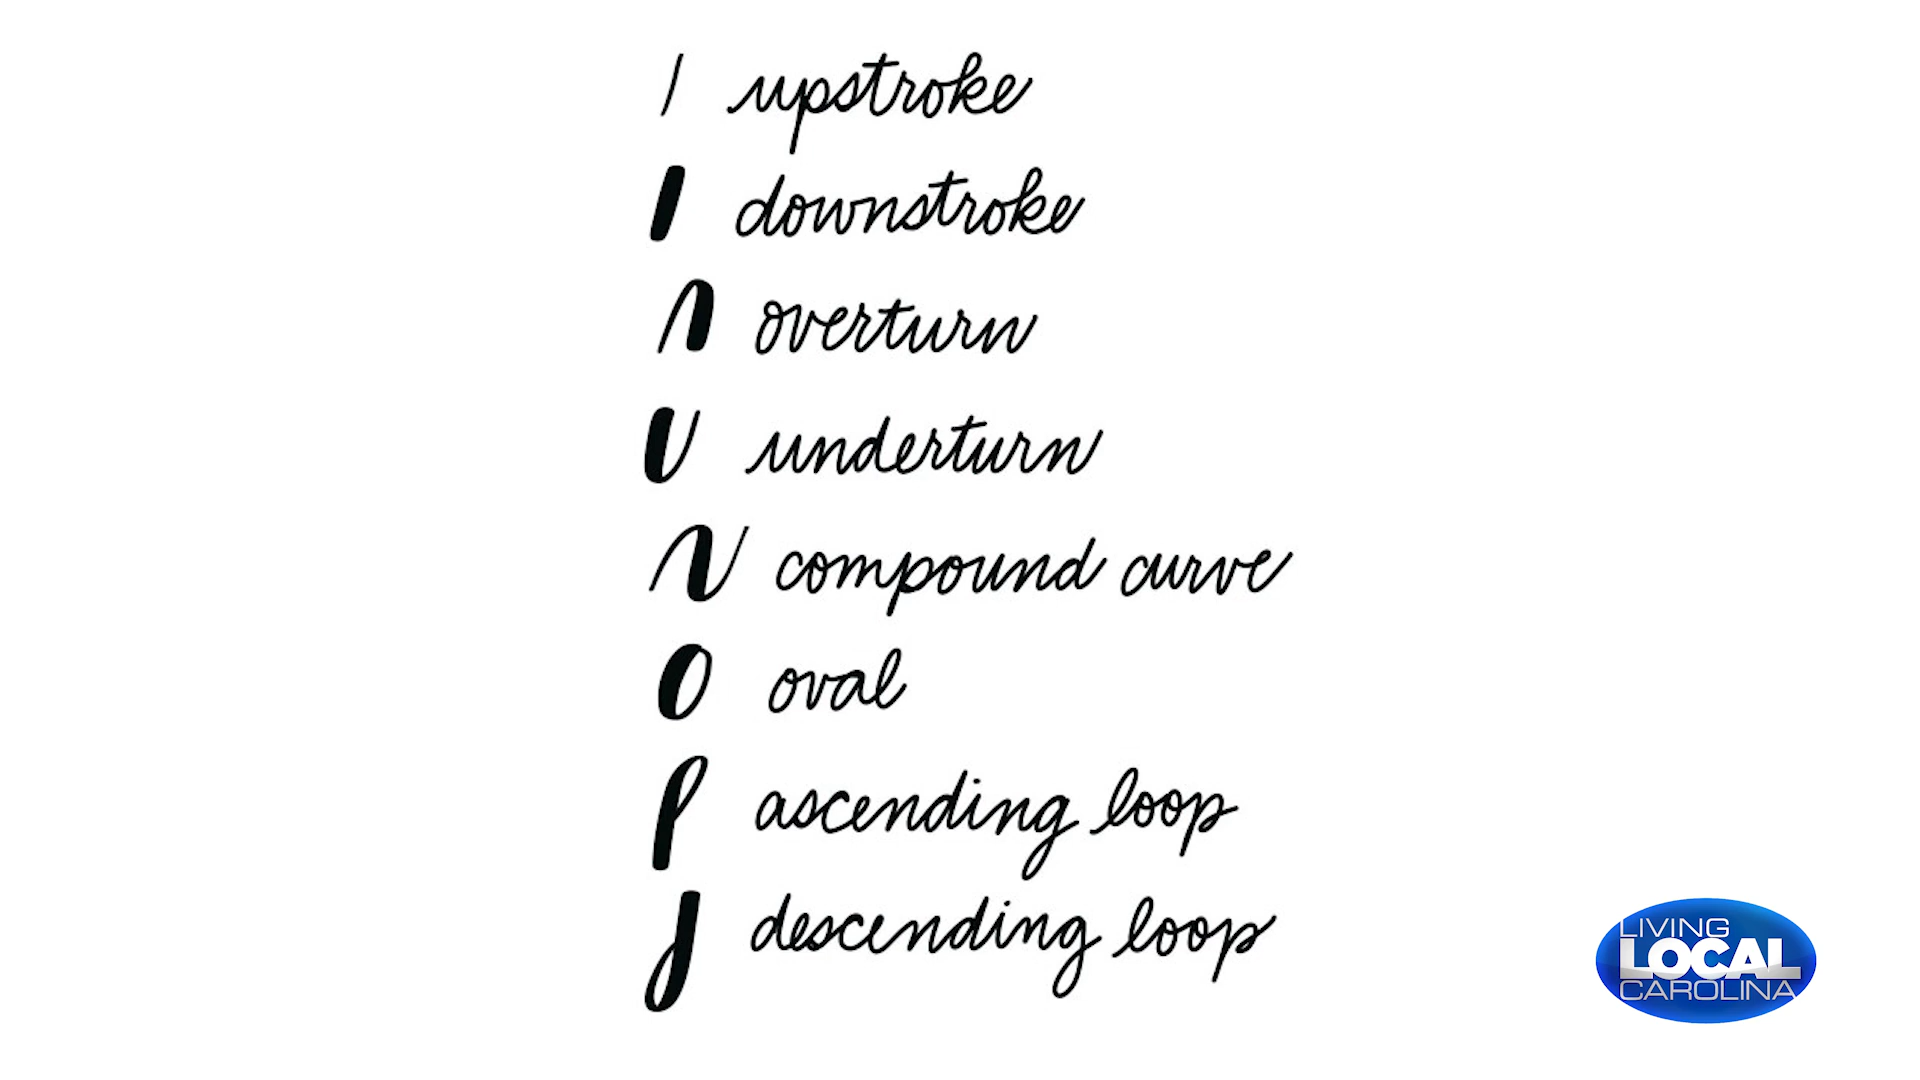 upstroke
downstroke
overturn
underturn
compound curve
oval
ascending loop
descending loop
LIVING
LOCAL
CAROLINA